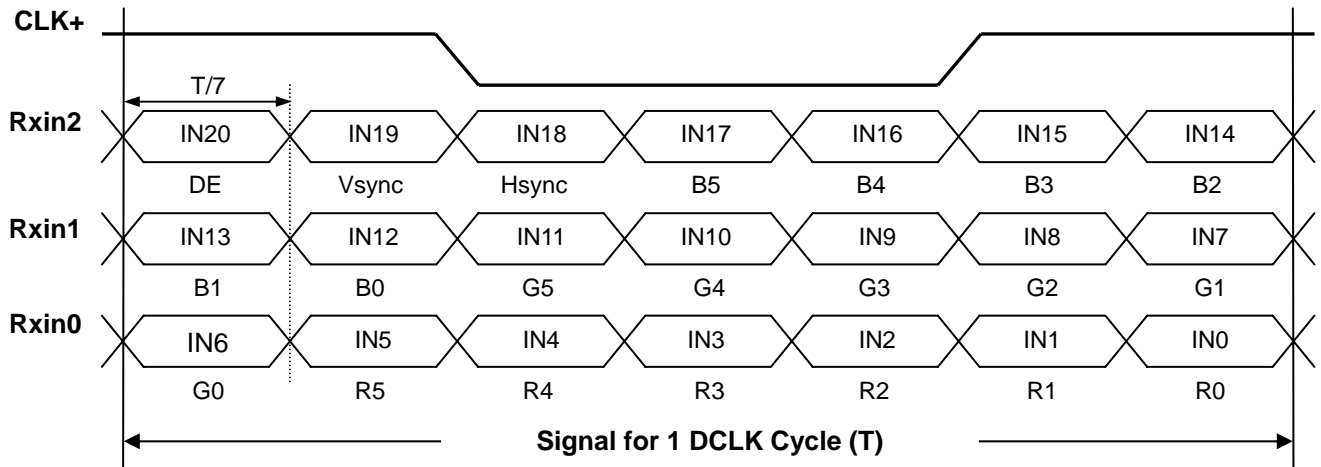 CLK+
T/7
Rxin2 IN20 IN19 IN18 IN17 IN16 IN15 IN14
DE Vsync Hsync B5 B4 B3 B2
Rxin1 IN13 IN12 IN11 IN10 IN9 IN8 IN7
B1 B0 G5 G4 G3 G2 G1
Rxin0 IN6 IN5 IN4 IN3 IN2 IN1 IN0
G0 R5 R4 R3 R2 R1 R0
Signal for 1 DCLK Cycle (T)